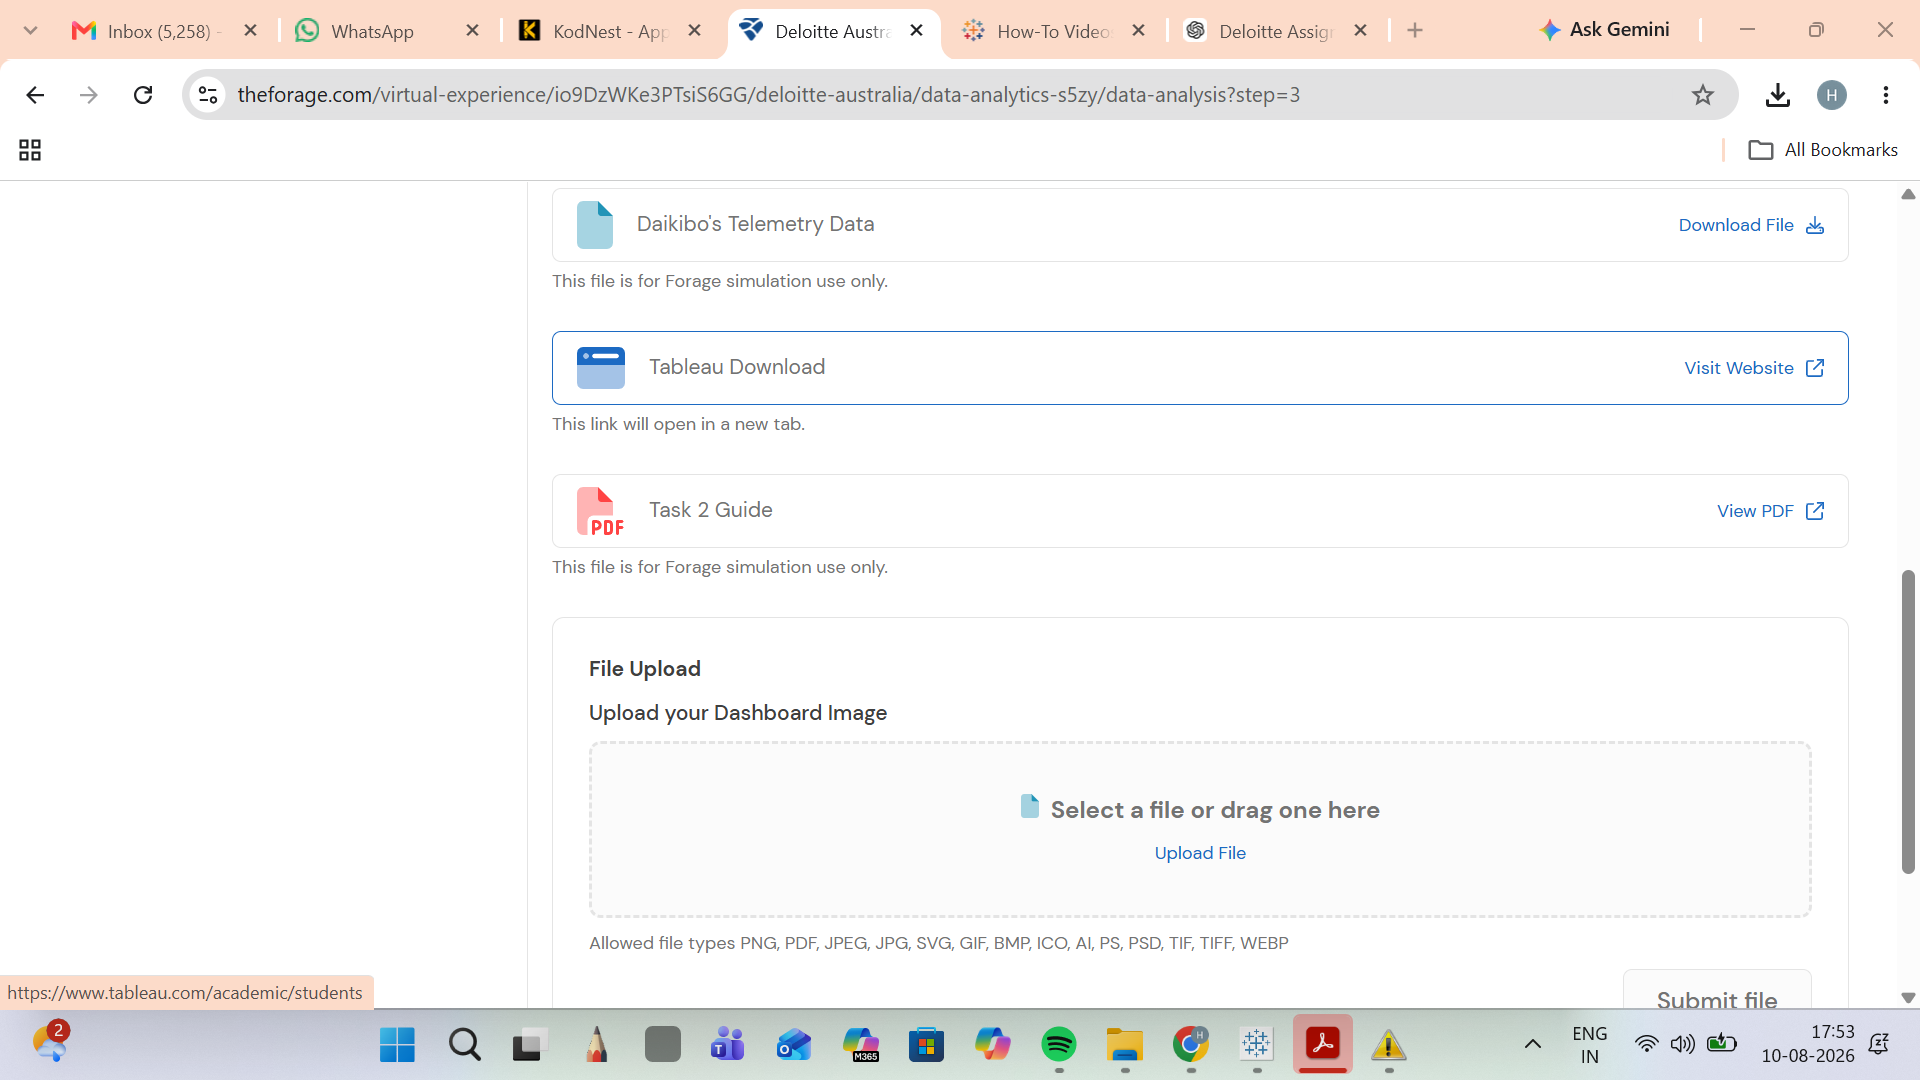 Inbox (5,258) -
WhatsApp
KodNest - App
Deloitte Austra
How-To Videos
Deloitte Assign
Ask Gemini
theforage.com/virtual-experience/io9DzWKe3PTsiS6GG/deloitte-australia/data-analytics-s5zy/data-analysis?step=3
H
All Bookmarks
Daikibo's Telemetry Data
Download File
This file is for Forage simulation use only.
Tableau Download
Visit Website
This link will open in a new tab.
PDF
Task 2 Guide
View PDF
This file is for Forage simulation use only.
File Upload
Upload your Dashboard Image
Select a file or drag one here
Upload File
Allowed file types PNG, PDF, JPEG, JPG, SVG, GIF, BMP, ICO, AI, PS, PSD, TIF, TIFF, WEBP
Submit file
https://www.tableau.com/academic/students
2
M365
H
ENG
IN
17:53
10-08-2026